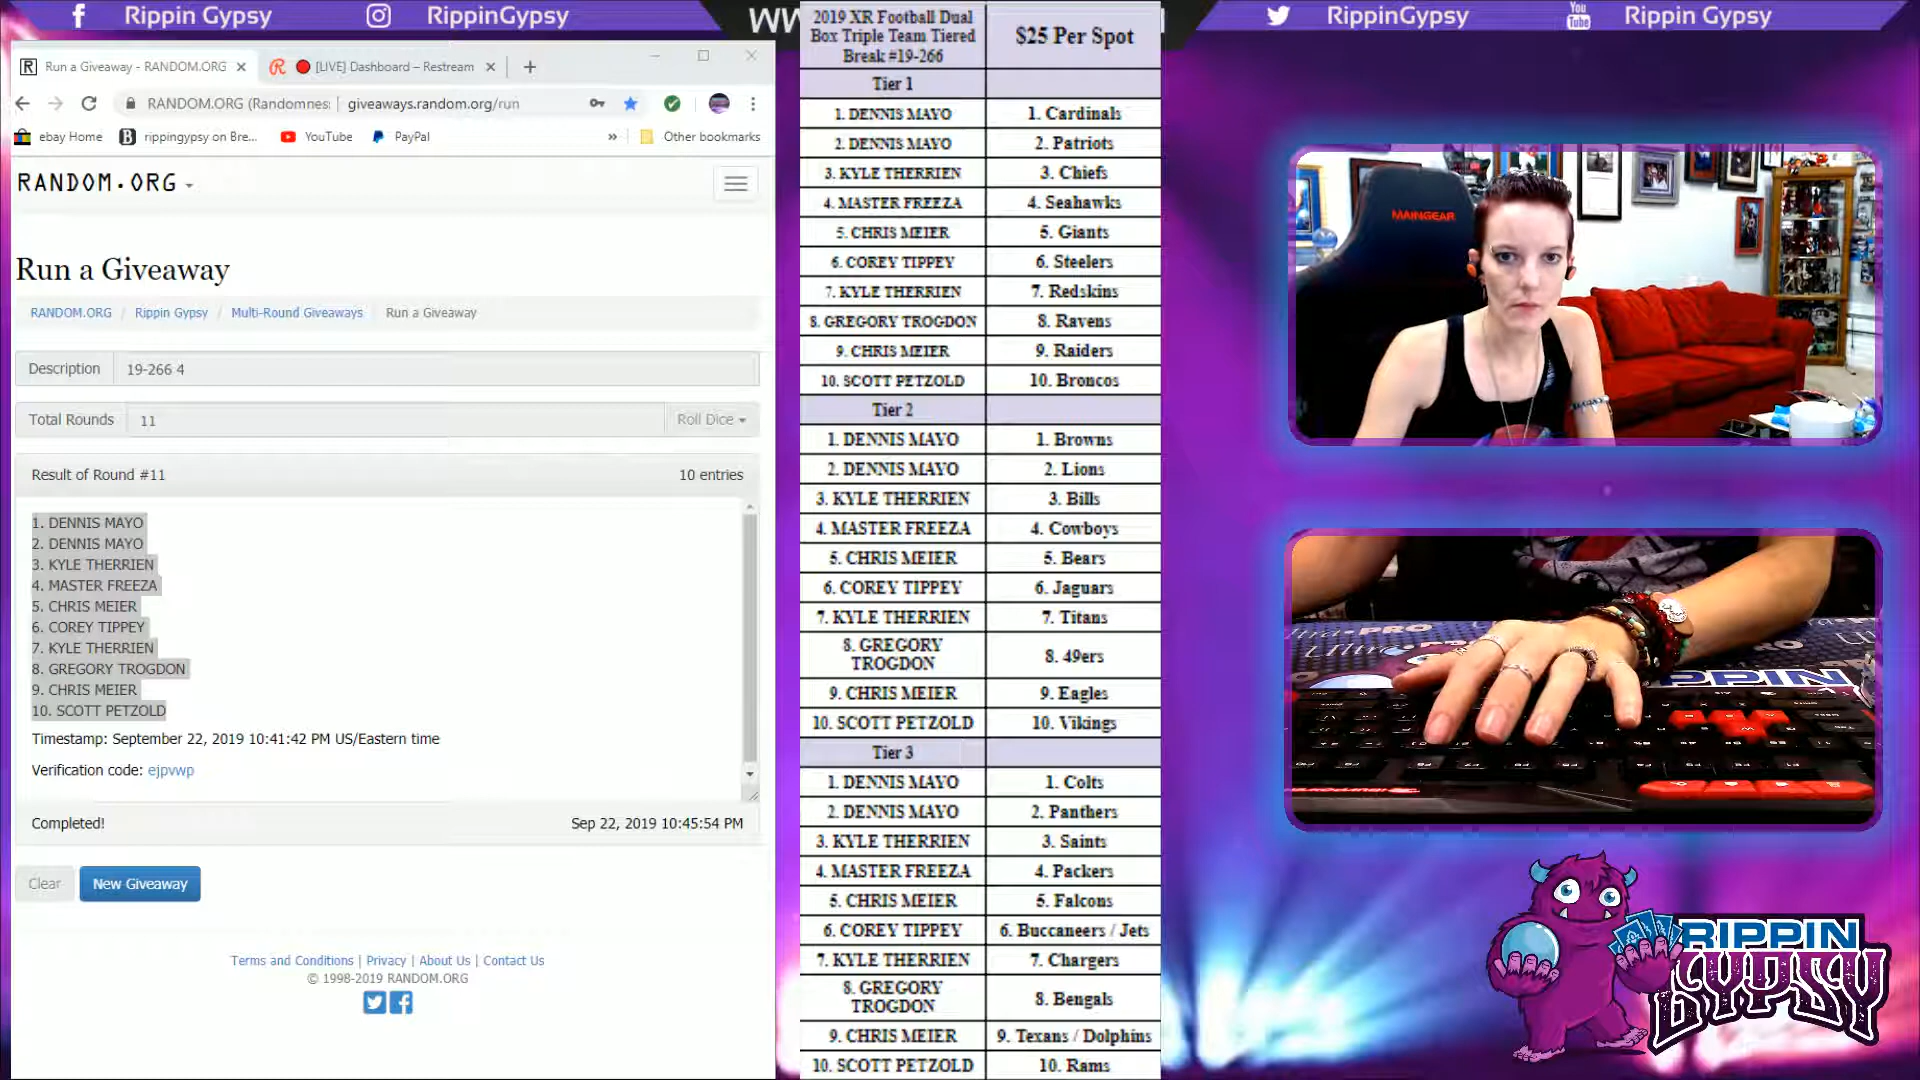 Rippin Gypsy
RippinGypsy
RippinGypsy
You Tube
Rippin Gypsy
Run a Giveaway - RANDOM.ORG
[LIVE] Dashboard – Restream
RANDOM.ORG (Randomness
giveaways.random.org/run
ebay Home
rippingypsy on Bre...
YouTube
PayPal
»
Other bookmarks
RANDOM.ORG
Run a Giveaway
RANDOM.ORG / Rippin Gypsy / Multi-Round Giveaways / Run a Giveaway
Description 19-266 4
Total Rounds 11 Roll Dice
Result of Round #11 10 entries
1. DENNIS MAYO
2. DENNIS MAYO
3. KYLE THERRIEN
4. MASTER FREEZA
5. CHRIS MEIER
6. COREY TIPPEY
7. KYLE THERRIEN
8. GREGORY TROGDON
9. CHRIS MEIER
10. SCOTT PETZOLD
Timestamp: September 22, 2019 10:41:42 PM US/Eastern time
Verification code: ejpvwp
Completed! Sep 22, 2019 10:45:54 PM
Clear New Giveaway
Terms and Conditions | Privacy | About Us | Contact Us
© 1998-2019 RANDOM.ORG
2019 XR Football Dual
Box Triple Team Tiered
Break #19-266
$25 Per Spot
Tier 1
1. DENNIS MAYO 1. Cardinals
2. DENNIS MAYO 2. Patriots
3. KYLE THERRIEN 3. Chiefs
4. MASTER FREEZA 4. Seahawks
5. CHRIS MEIER 5. Giants
6. COREY TIPPEY 6. Steelers
7. KYLE THERRIEN 7. Redskins
8. GREGORY TROGDON 8. Ravens
9. CHRIS MEIER 9. Raiders
10. SCOTT PETZOLD 10. Broncos
Tier 2
1. DENNIS MAYO 1. Browns
2. DENNIS MAYO 2. Lions
3. KYLE THERRIEN 3. Bills
4. MASTER FREEZA 4. Cowboys
5. CHRIS MEIER 5. Bears
6. COREY TIPPEY 6. Jaguars
7. KYLE THERRIEN 7. Titans
8. GREGORY
TROGDON
8. 49ers
9. CHRIS MEIER 9. Eagles
10. SCOTT PETZOLD 10. Vikings
Tier 3
1. DENNIS MAYO 1. Colts
2. DENNIS MAYO 2. Panthers
3. KYLE THERRIEN 3. Saints
4. MASTER FREEZA 4. Packers
5. CHRIS MEIER 5. Falcons
6. COREY TIPPEY 6. Buccaneers / Jets
7. KYLE THERRIEN 7. Chargers
8. GREGORY
TROGDON
8. Bengals
9. CHRIS MEIER 9. Texans / Dolphins
10. SCOTT PETZOLD 10. Rams
MAINGEAR
RIPPIN
GYPSY